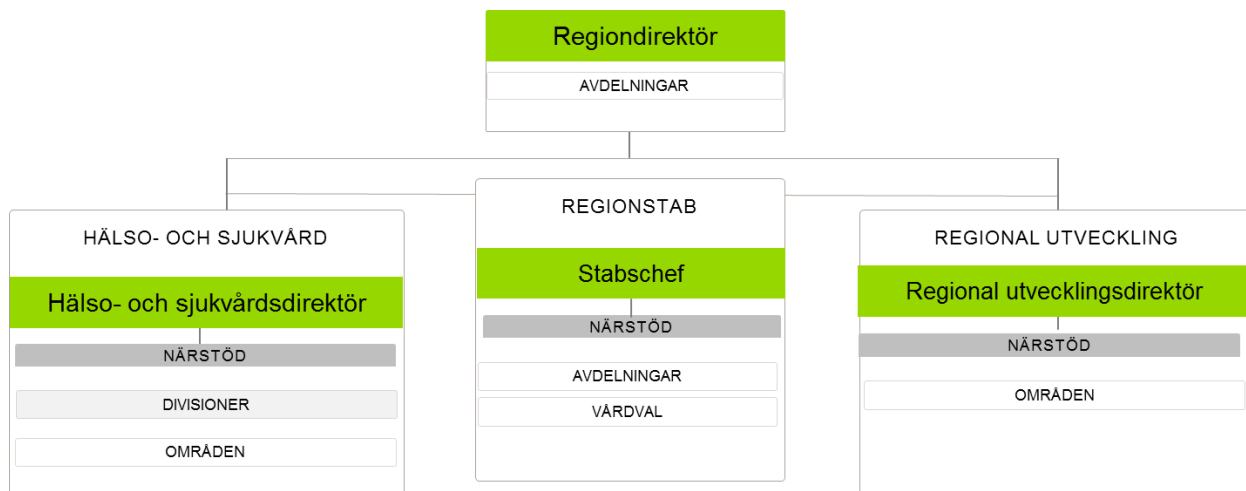 Regiondirektör
AVDELNINGAR
HÄLSO- OCH SJUKVÅRD
Hälso- och sjukvårdsdirektör
NÄRSTÖD
DIVISIONER
OMRÅDEN
REGIONSTAB
Stabschef
NÄRSTÖD
AVDELNINGAR
VÅRDVAL
REGIONAL UTVECKLING
Regional utvecklingsdirektör
NÄRSTÖD
OMRÅDEN